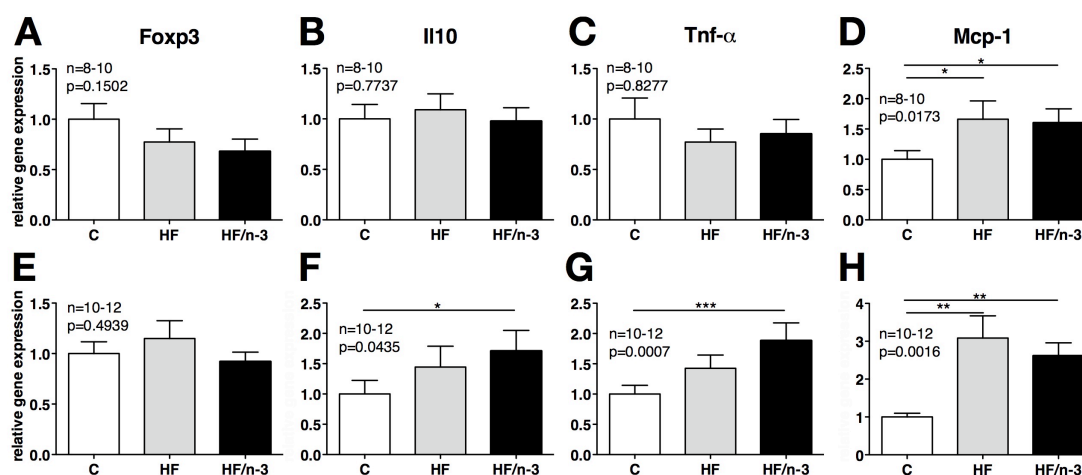 A Foxp3
B Il10
C Tnf-α
D Mcp-1
relative gene expression
1.5
1.0
0.5
0.0
n=8-10
p=0.1502
C HF HF/n-3
1.5
1.0
0.5
0.0
n=8-10
p=0.7737
C HF HF/n-3
1.5
1.0
0.5
0.0
n=8-10
p=0.8277
C HF HF/n-3
2.5
2.0
1.5
1.0
0.5
0.0
n=8-10
p=0.0173
*
*
C HF HF/n-3
E
relative gene expression
1.5
1.0
0.5
0.0
n=10-12
p=0.4939
C HF HF/n-3
F
2.5
2.0
1.5
1.0
0.5
0.0
n=10-12
p=0.0435
*
C HF HF/n-3
G
2.5
2.0
1.5
1.0
0.5
0.0
n=10-12
p=0.0007
***
C HF HF/n-3
H
4
3
2
1
0
n=10-12
p=0.0016
**
**
C HF HF/n-3